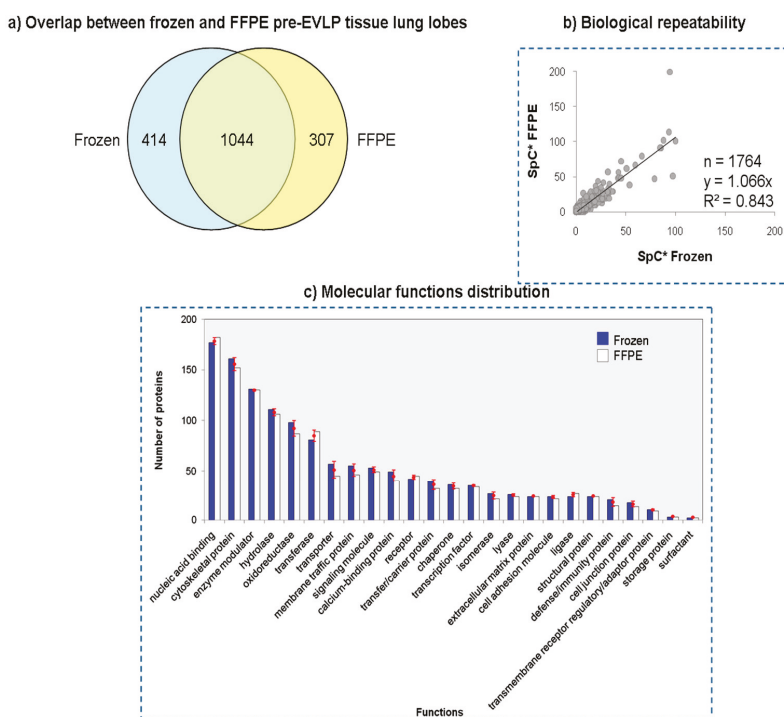 a) Overlap between frozen and FFPE pre-EVLP tissue lung lobes
Frozen
414
1044
307
FFPE
b) Biological repeatability
SpC* FFPE
200
150
100
50
0
n = 1764
y = 1.066x
R² = 0.843
0
50
100
150
200
SpC* Frozen
c) Molecular functions distribution
Number of proteins
200
150
100
50
0
Frozen
FFPE
nucleic acid binding
cytoskeletal protein
enzyme modulator
hydrolase
oxidoreductase
transferase
transporter
membrane traffic protein
signaling molecule
calcium-binding protein
receptor
transfer/carrier protein
chaperone
transcription factor
isomerase
lyase
extracellular matrix protein
cell adhesion molecule
ligase
structural protein
defense/immunity protein
cell junction protein
transmembrane receptor regulatory/adaptor protein
storage protein
surfactant
Functions